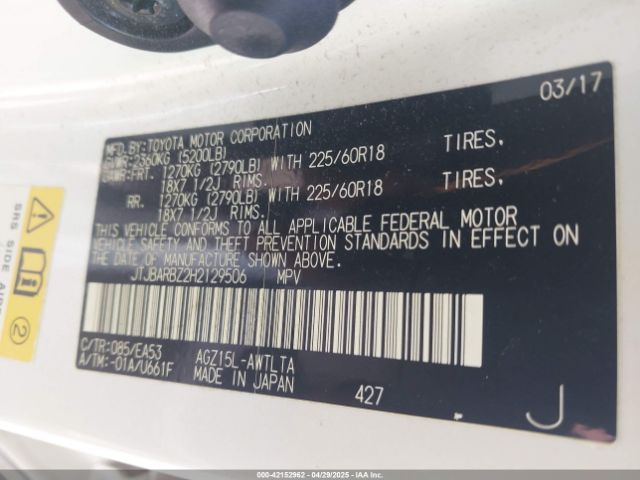 03/17
MFD.BY:TOYOTA MOTOR CORPORATION
GVWR:2360KG (5200LB)
GAWR:FRT. 1270KG (2790LB) WITH 225/60R18 TIRES,
18X7 1/2J RIMS.
RR. 1270KG (2790LB) WITH 225/60R18 TIRES,
18X7 1/2J RIMS.
THIS VEHICLE CONFORMS TO ALL APPLICABLE FEDERAL MOTOR
VEHICLE SAFETY AND THEFT PREVENTION STANDARDS IN EFFECT ON
THE DATE OF MANUFACTURE SHOWN ABOVE.
JTJBARBZ2H2129506 MPV
C/TR:085/EA53 AGZ15L-AWTLTA
A/TM:-01A/U661F MADE IN JAPAN
427
J
SRS SIDE
2
000-42152962 | 04/29/2025 - IAA Inc.